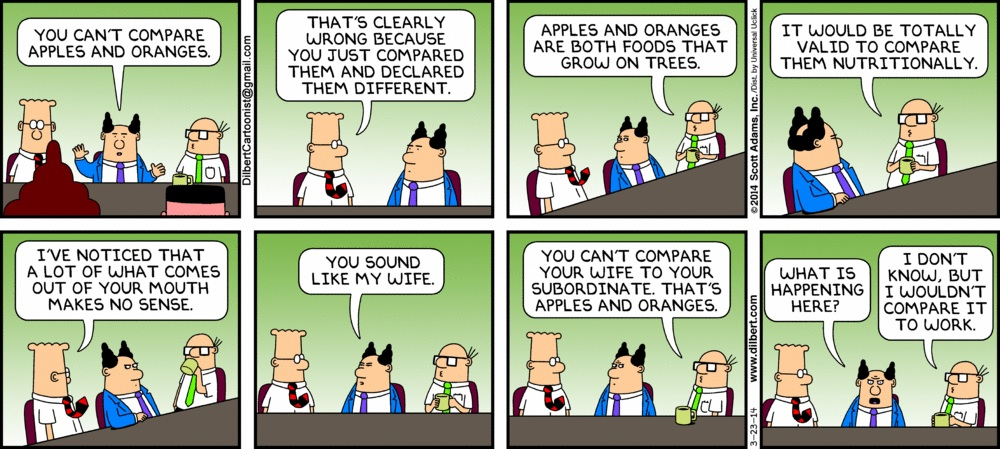 YOU CAN'T COMPARE
APPLES AND ORANGES.
DilbertCartoonist@gmail.com
THAT'S CLEARLY
WRONG BECAUSE
YOU JUST COMPARED
THEM AND DECLARED
THEM DIFFERENT.
APPLES AND ORANGES
ARE BOTH FOODS THAT
GROW ON TREES.
©2014 Scott Adams, Inc. /Dist. by Universal Uclick
IT WOULD BE TOTALLY
VALID TO COMPARE
THEM NUTRITIONALLY.
I'VE NOTICED THAT
A LOT OF WHAT COMES
OUT OF YOUR MOUTH
MAKES NO SENSE.
YOU SOUND
LIKE MY WIFE.
YOU CAN'T COMPARE
YOUR WIFE TO YOUR
SUBORDINATE. THAT'S
APPLES AND ORANGES.
3-23-14 www.dilbert.com
WHAT IS
HAPPENING
HERE?
I DON'T
KNOW, BUT
I WOULDN'T
COMPARE IT
TO WORK.